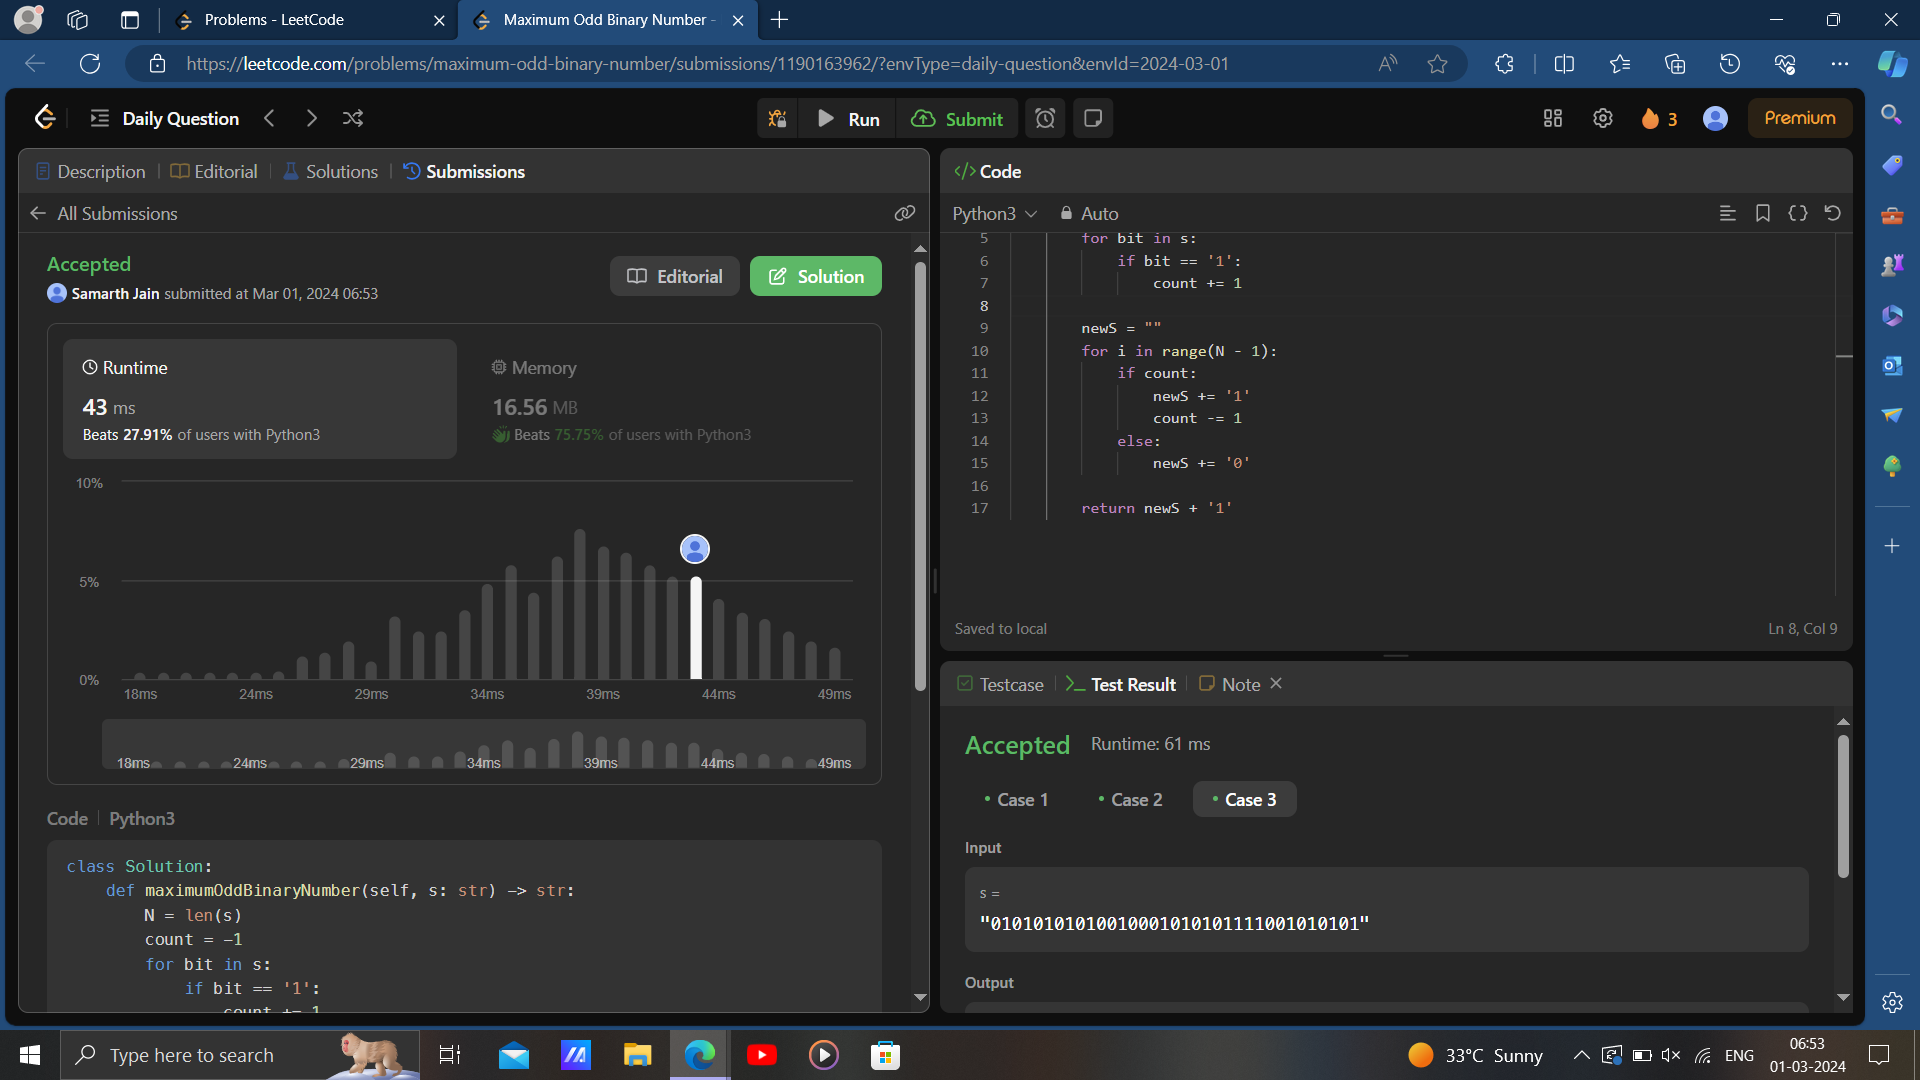 Problems - LeetCode
Maximum Odd Binary Number -
https://leetcode.com/problems/maximum-odd-binary-number/submissions/1190163962/?envType=daily-question&envId=2024-03-01
Daily Question
Run
Submit
3
Premium
Description
Editorial
Solutions
Submissions
All Submissions
Accepted
Samarth Jain submitted at Mar 01, 2024 06:53
Editorial
Solution
Runtime
43 ms
Beats 27.91% of users with Python3
Memory
16.56 MB
Beats 75.75% of users with Python3
10%
5%
0%
18ms 24ms 29ms 34ms 39ms 44ms 49ms
18ms 24ms 29ms 34ms 39ms 44ms 49ms
Code | Python3
class Solution:
    def maximumOddBinaryNumber(self, s: str) -> str:
        N = len(s)
        count = -1
        for bit in s:
            if bit == '1':
                count += 1
</> Code
Python3
Auto
5 for bit in s:
6     if bit == '1':
7         count += 1
8
9 newS = ""
10 for i in range(N - 1):
11     if count:
12         newS += '1'
13         count -= 1
14     else:
15         newS += '0'
16
17 return newS + '1'
Saved to local
Ln 8, Col 9
Testcase
Test Result
Note
Accepted
Runtime: 61 ms
Case 1
Case 2
Case 3
Input
s =
"0101010101001000101010101111001010101"
Output
Type here to search
33°C Sunny
ENG
06:53
01-03-2024